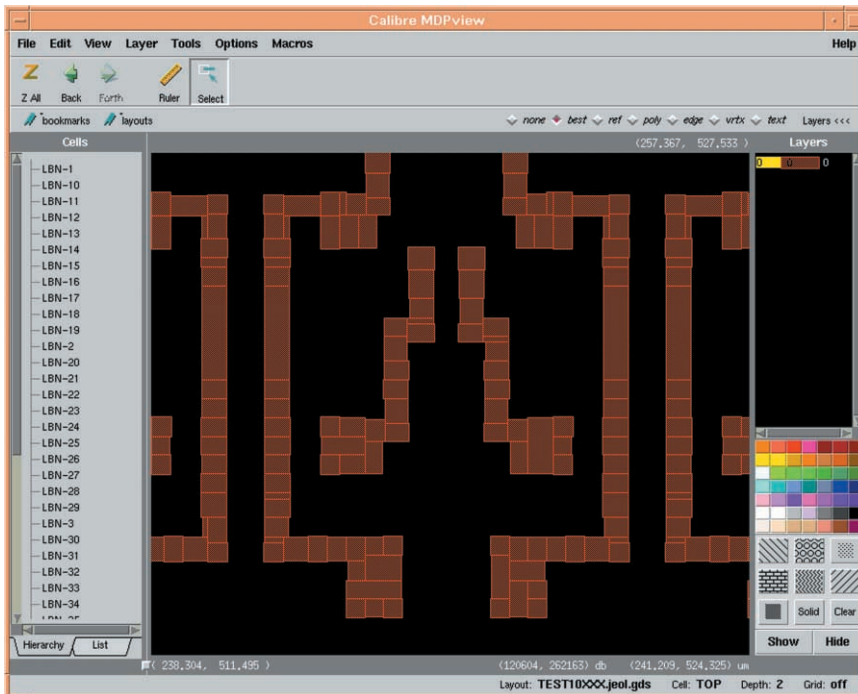 Calibre MDPview
File Edit View Layer Tools Options Macros Help
Z All Back Forth Ruler Select
bookmarks layouts none best ref poly edge vrtx text Layers <<<
Cells (257.367, 527.533 ) Layers
0 0 0
LBN-1
LBN-10
LBN-11
LBN-12
LBN-13
LBN-14
LBN-15
LBN-16
LBN-17
LBN-18
LBN-19
LBN-2
LBN-20
LBN-21
LBN-22
LBN-23
LBN-24
LBN-25
LBN-26
LBN-27
LBN-28
LBN-29
LBN-3
LBN-30
LBN-31
LBN-32
LBN-33
LBN-34
Solid Clear
Hierarchy List Show Hide
( 238.304, 511.495 ) (120604, 262163) db (241.209, 524.325) um
Layout: TEST10XXX.jeol.gds Cell: TOP Depth: 2 Grid: off